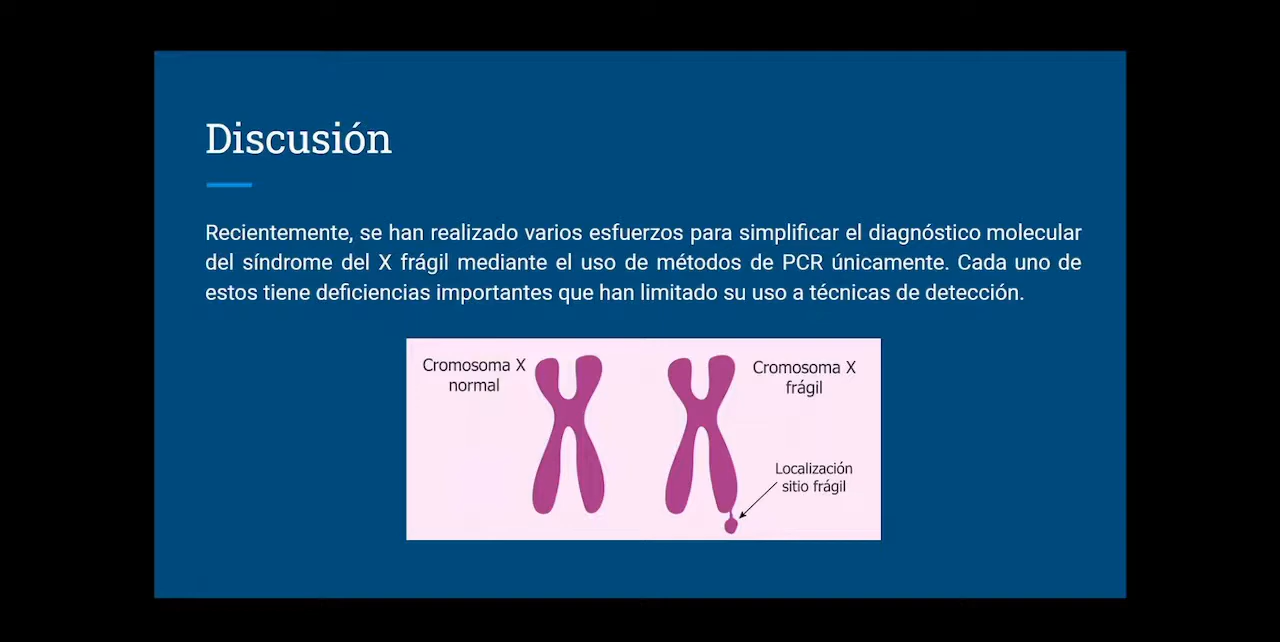 Discusión
Recientemente, se han realizado varios esfuerzos para simplificar el diagnóstico molecular
del síndrome del X frágil mediante el uso de métodos de PCR únicamente. Cada uno de
estos tiene deficiencias importantes que han limitado su uso a técnicas de detección.
Cromosoma X
normal
Cromosoma X
frágil
Localización
sitio frágil